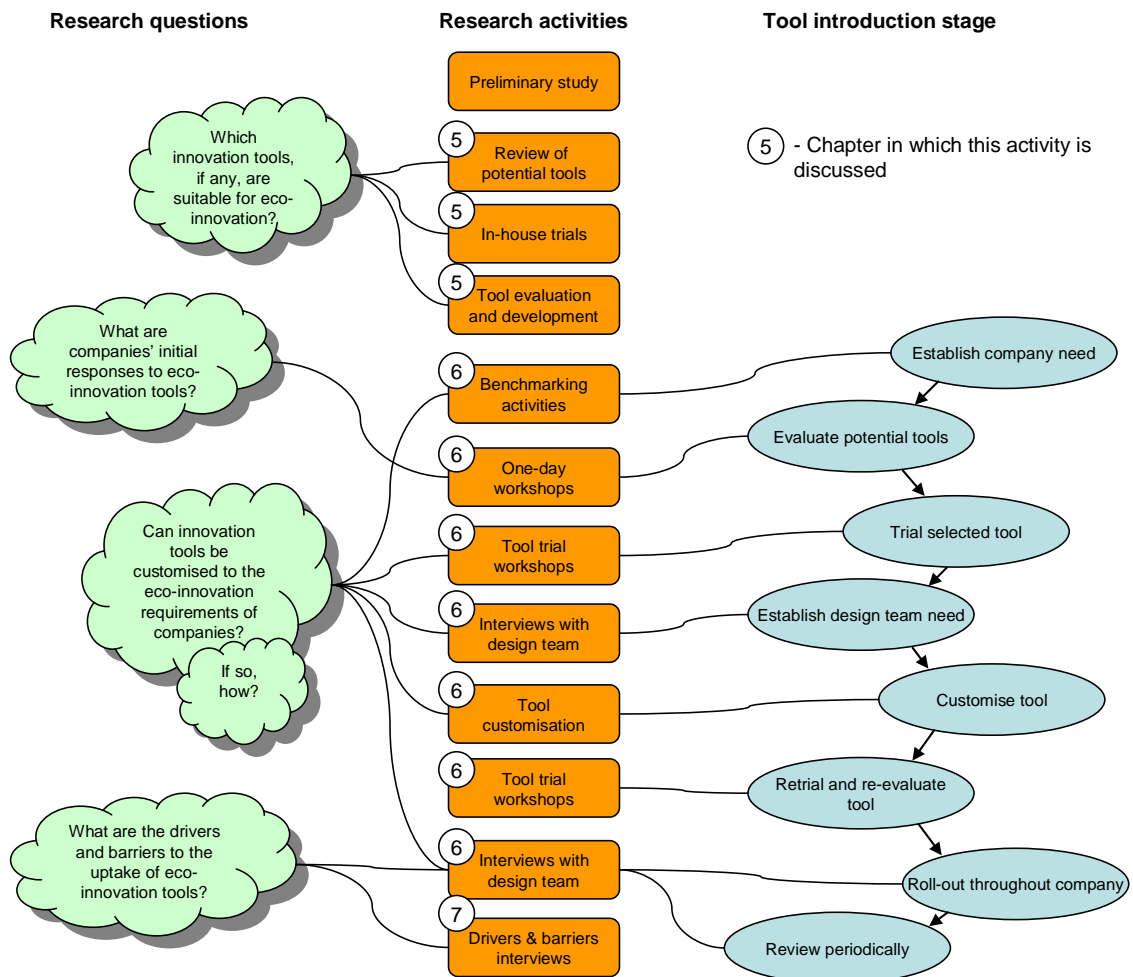 Research questions
Research activities
Tool introduction stage
Preliminary study
Which
innovation tools,
if any, are
suitable for eco-
innovation?
5
Review of
potential tools
5
In-house trials
5
Tool evaluation
and development
5 - Chapter in which this activity is
discussed
What are
companies' initial
responses to eco-
innovation tools?
6
Benchmarking
activities
Establish company need
6
One-day
workshops
Evaluate potential tools
Can innovation
tools be
customised to the
eco-innovation
requirements of
companies?
If so,
how?
6
Tool trial
workshops
Trial selected tool
6
Interviews with
design team
Establish design team need
6
Tool
customisation
Customise tool
6
Tool trial
workshops
Retrial and re-evaluate
tool
What are the drivers
and barriers to the
uptake of eco-
innovation tools?
6
Interviews with
design team
Roll-out throughout company
7
Drivers & barriers
interviews
Review periodically